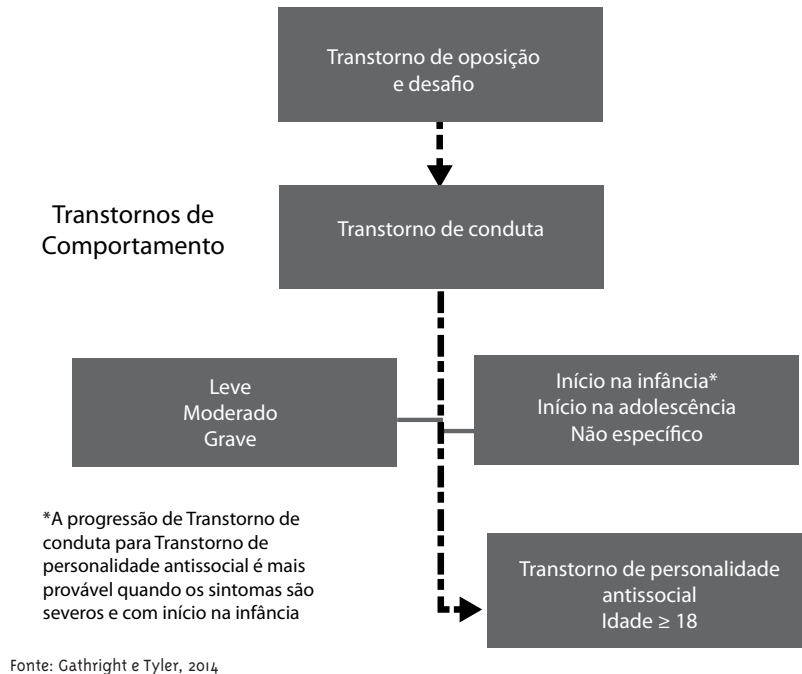 Transtorno de oposição
e desafio
Transtornos de
Comportamento
Transtorno de conduta
Leve
Moderado
Grave
Início na infância*
Início na adolescência
Não específico
*A progressão de Transtorno de
conduta para Transtorno de
personalidade antissocial é mais
provável quando os sintomas são
severos e com início na infância
Transtorno de personalidade
antissocial
Idade ≥ 18
Fonte: Gathright e Tyler, 2014